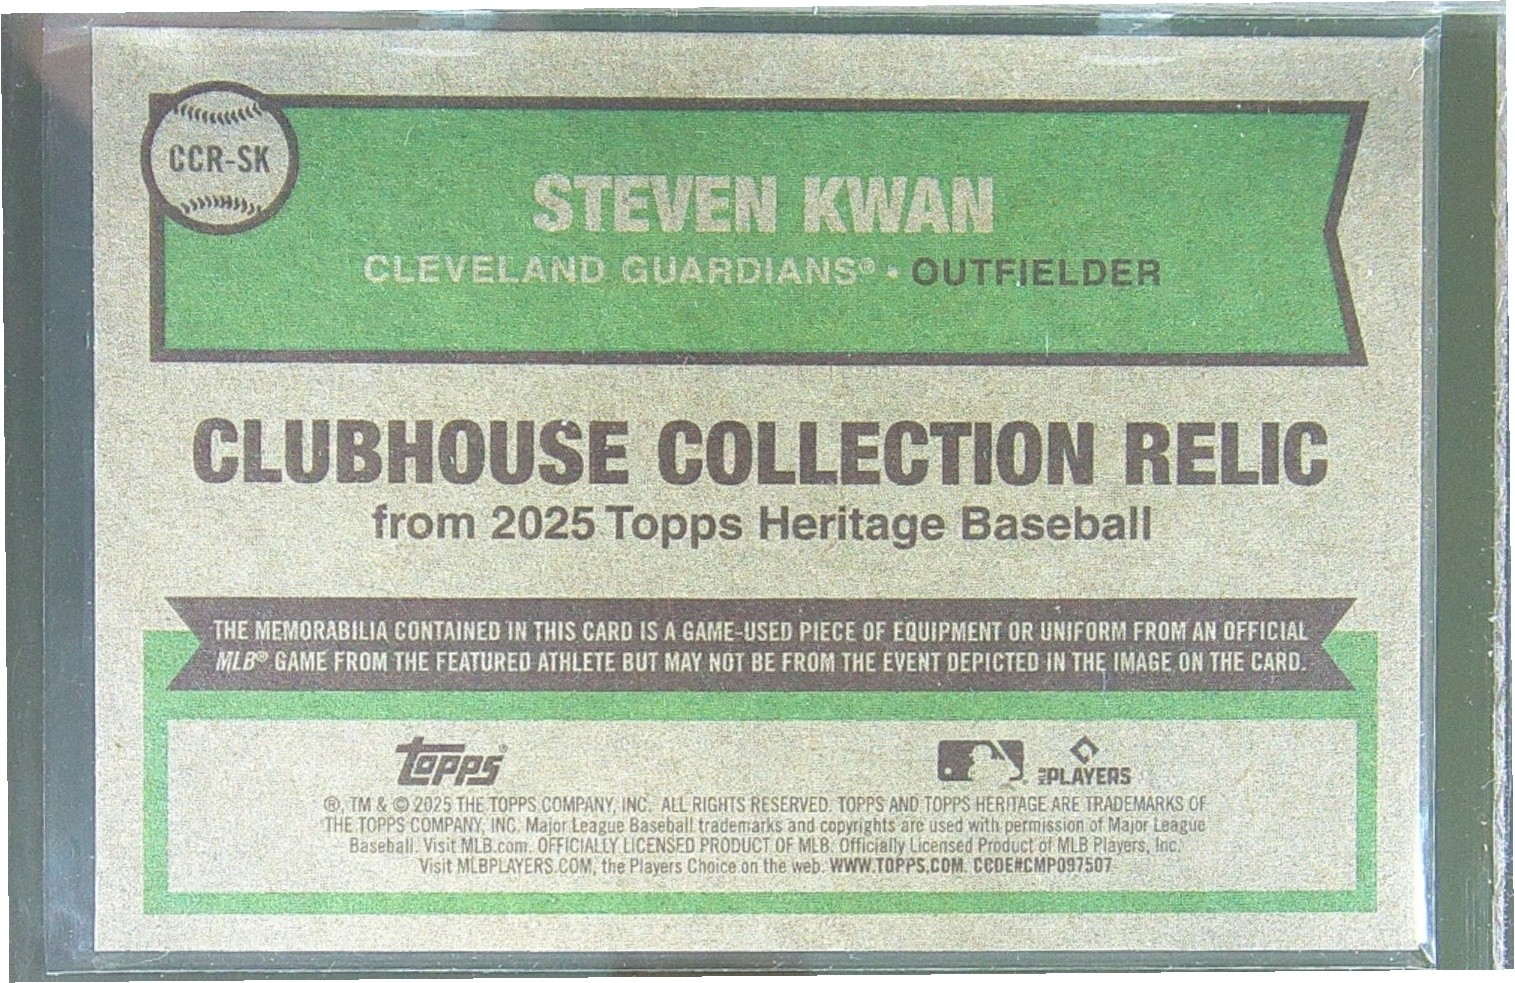 CCR-SK
STEVEN KWAN
CLEVELAND GUARDIANS® • OUTFIELDER
CLUBHOUSE COLLECTION RELIC
from 2025 Topps Heritage Baseball
THE MEMORABILIA CONTAINED IN THIS CARD IS A GAME-USED PIECE OF EQUIPMENT OR UNIFORM FROM AN OFFICIAL
MLB® GAME FROM THE FEATURED ATHLETE BUT MAY NOT BE FROM THE EVENT DEPICTED IN THE IMAGE ON THE CARD.
topps®
MLB PLAYERS
®, TM & © 2025 THE TOPPS COMPANY, INC. ALL RIGHTS RESERVED. TOPPS AND TOPPS HERITAGE ARE TRADEMARKS OF
THE TOPPS COMPANY, INC. Major League Baseball trademarks and copyrights are used with permission of Major League
Baseball. Visit MLB.com. OFFICIALLY LICENSED PRODUCT OF MLB. Officially Licensed Product of MLB Players, Inc.
Visit MLBPLAYERS.COM, the Players Choice on the web. WWW.TOPPS.COM. CODE#CMP097507